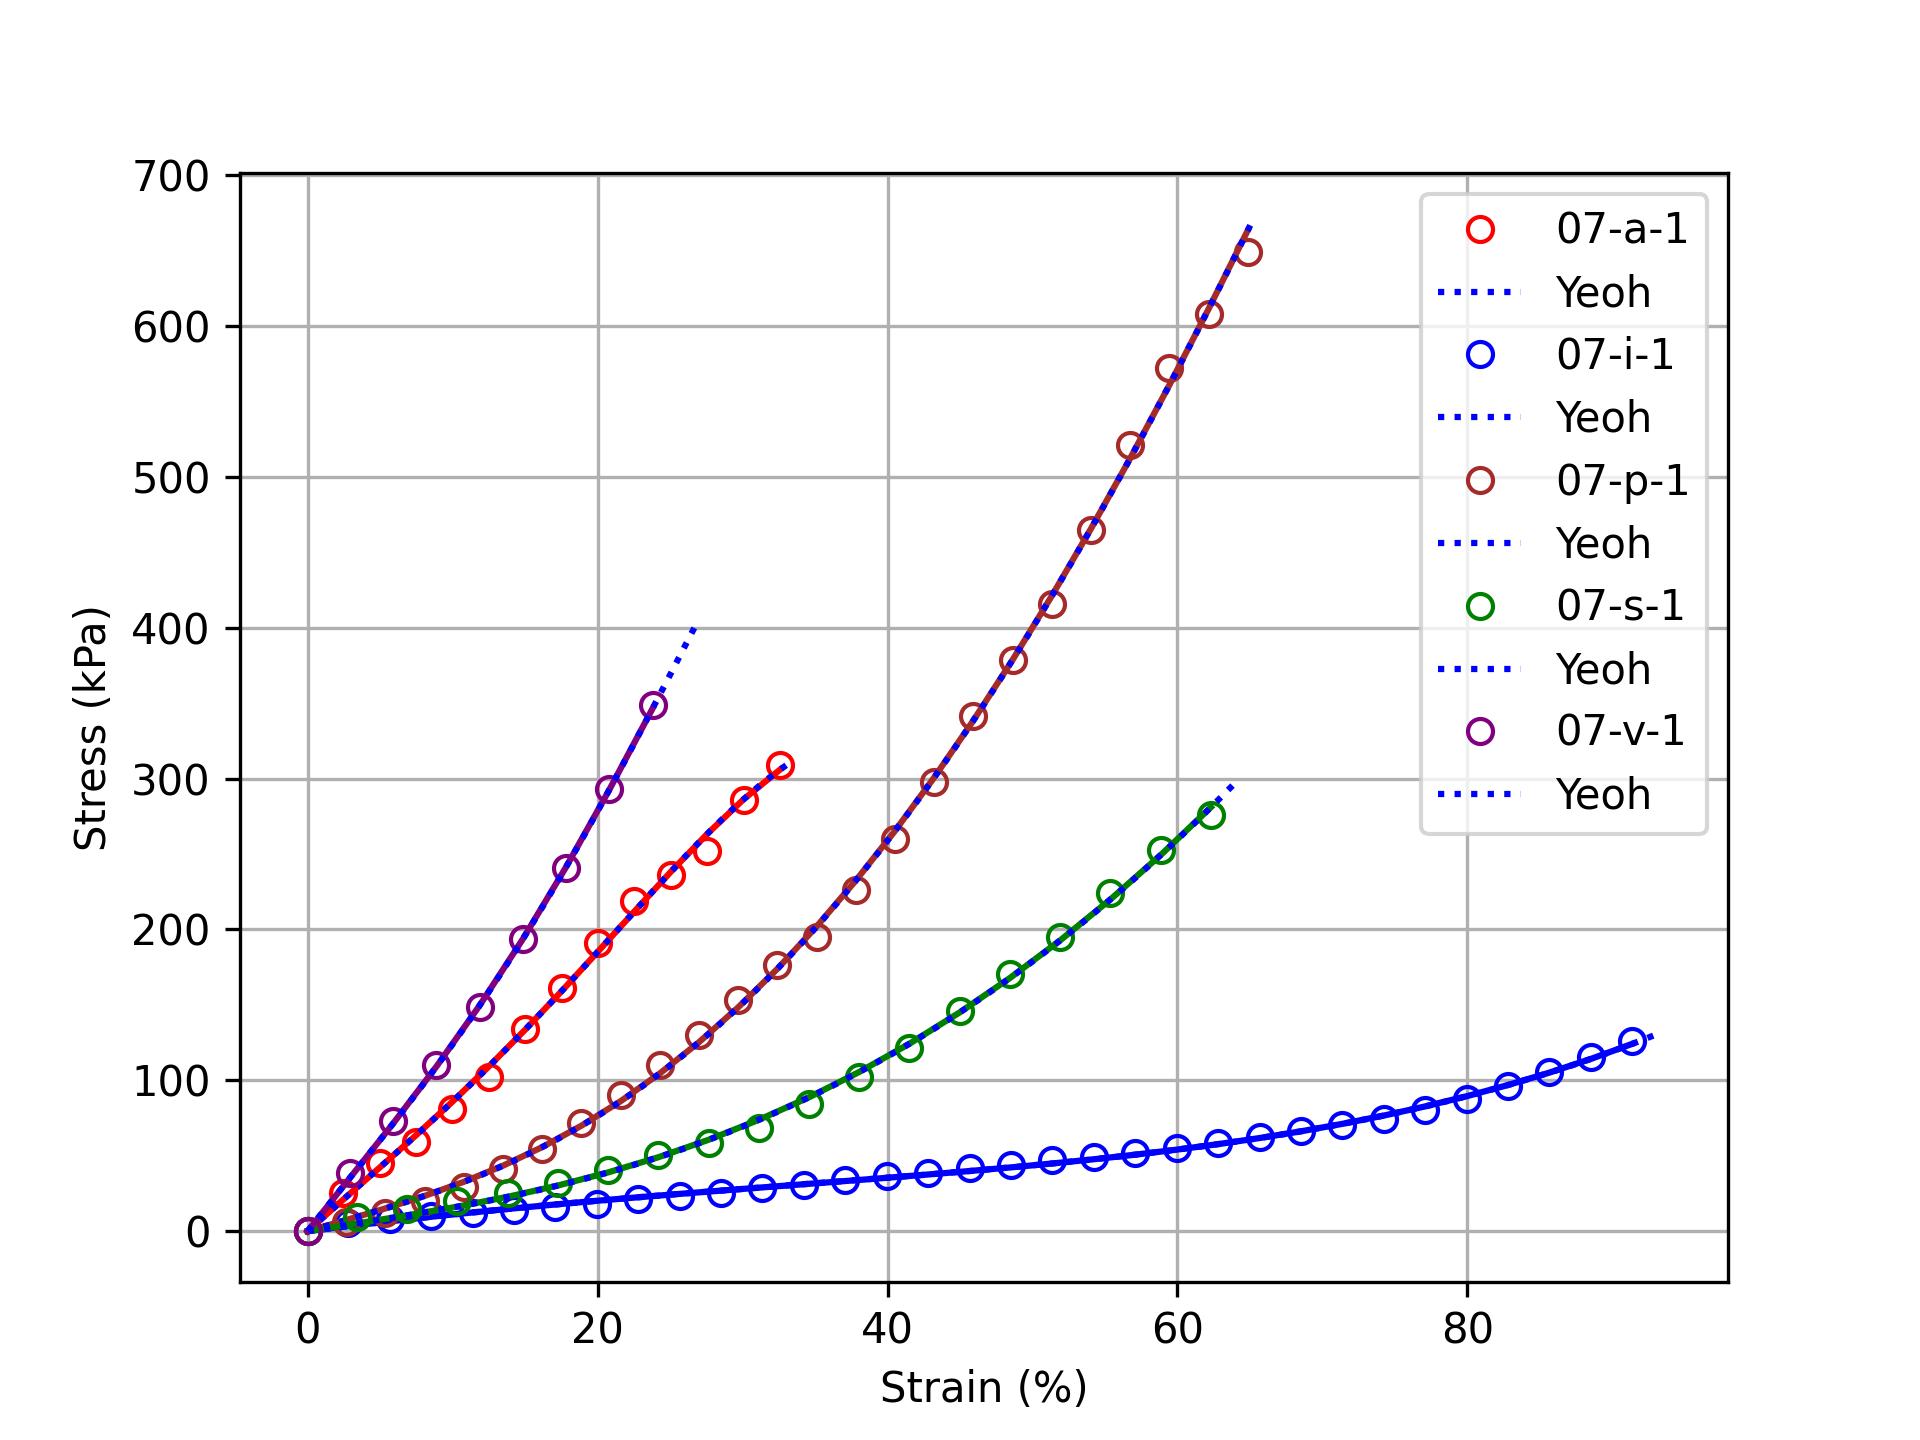 700
600
500
400
300
200
100
0
Stress (kPa)
0 20 40 60 80
Strain (%)
07-a-1
Yeoh
07-i-1
Yeoh
07-p-1
Yeoh
07-s-1
Yeoh
07-v-1
Yeoh